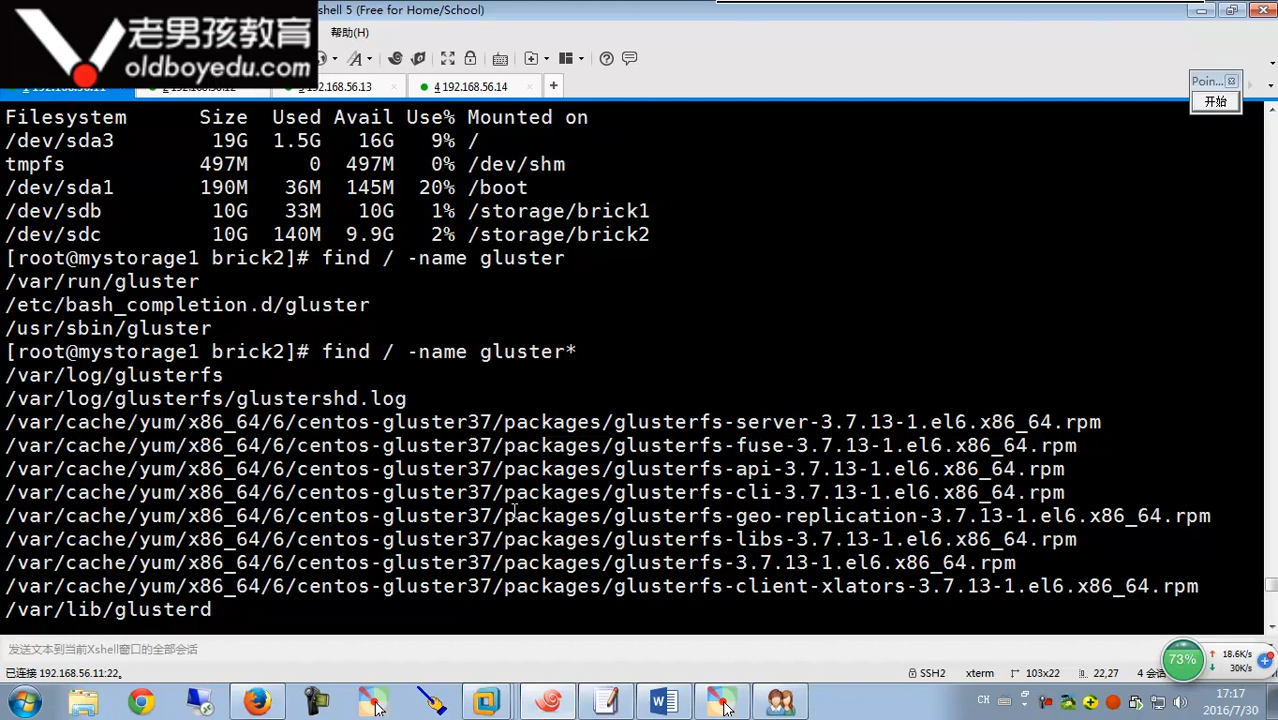 老男孩教育
oldboyedu.com
shell 5 (Free for Home/School)
帮助(H)
192.168.56.13
4 192.168.56.14
+
Poin...
开始
Filesystem Size Used Avail Use% Mounted on
/dev/sda3 19G 1.5G 16G 9% /
tmpfs 497M 0 497M 0% /dev/shm
/dev/sda1 190M 36M 145M 20% /boot
/dev/sdb 10G 33M 10G 1% /storage/brick1
/dev/sdc 10G 140M 9.9G 2% /storage/brick2
[root@mystorage1 brick2]# find / -name gluster
/var/run/gluster
/etc/bash_completion.d/gluster
/usr/sbin/gluster
[root@mystorage1 brick2]# find / -name gluster*
/var/log/glusterfs
/var/log/glusterfs/glustershd.log
/var/cache/yum/x86_64/6/centos-gluster37/packages/glusterfs-server-3.7.13-1.el6.x86_64.rpm
/var/cache/yum/x86_64/6/centos-gluster37/packages/glusterfs-fuse-3.7.13-1.el6.x86_64.rpm
/var/cache/yum/x86_64/6/centos-gluster37/packages/glusterfs-api-3.7.13-1.el6.x86_64.rpm
/var/cache/yum/x86_64/6/centos-gluster37/packages/glusterfs-cli-3.7.13-1.el6.x86_64.rpm
/var/cache/yum/x86_64/6/centos-gluster37/packages/glusterfs-geo-replication-3.7.13-1.el6.x86_64.rpm
/var/cache/yum/x86_64/6/centos-gluster37/packages/glusterfs-libs-3.7.13-1.el6.x86_64.rpm
/var/cache/yum/x86_64/6/centos-gluster37/packages/glusterfs-3.7.13-1.el6.x86_64.rpm
/var/cache/yum/x86_64/6/centos-gluster37/packages/glusterfs-client-xlators-3.7.13-1.el6.x86_64.rpm
/var/lib/glusterd
发送文本到当前Xshell窗口的全部会话
已连接 192.168.56.11:22。
SSH2 xterm 103x22 22,27 4 会话
73% 18.6K/s
30K/s
CH 17:17
2016/7/30